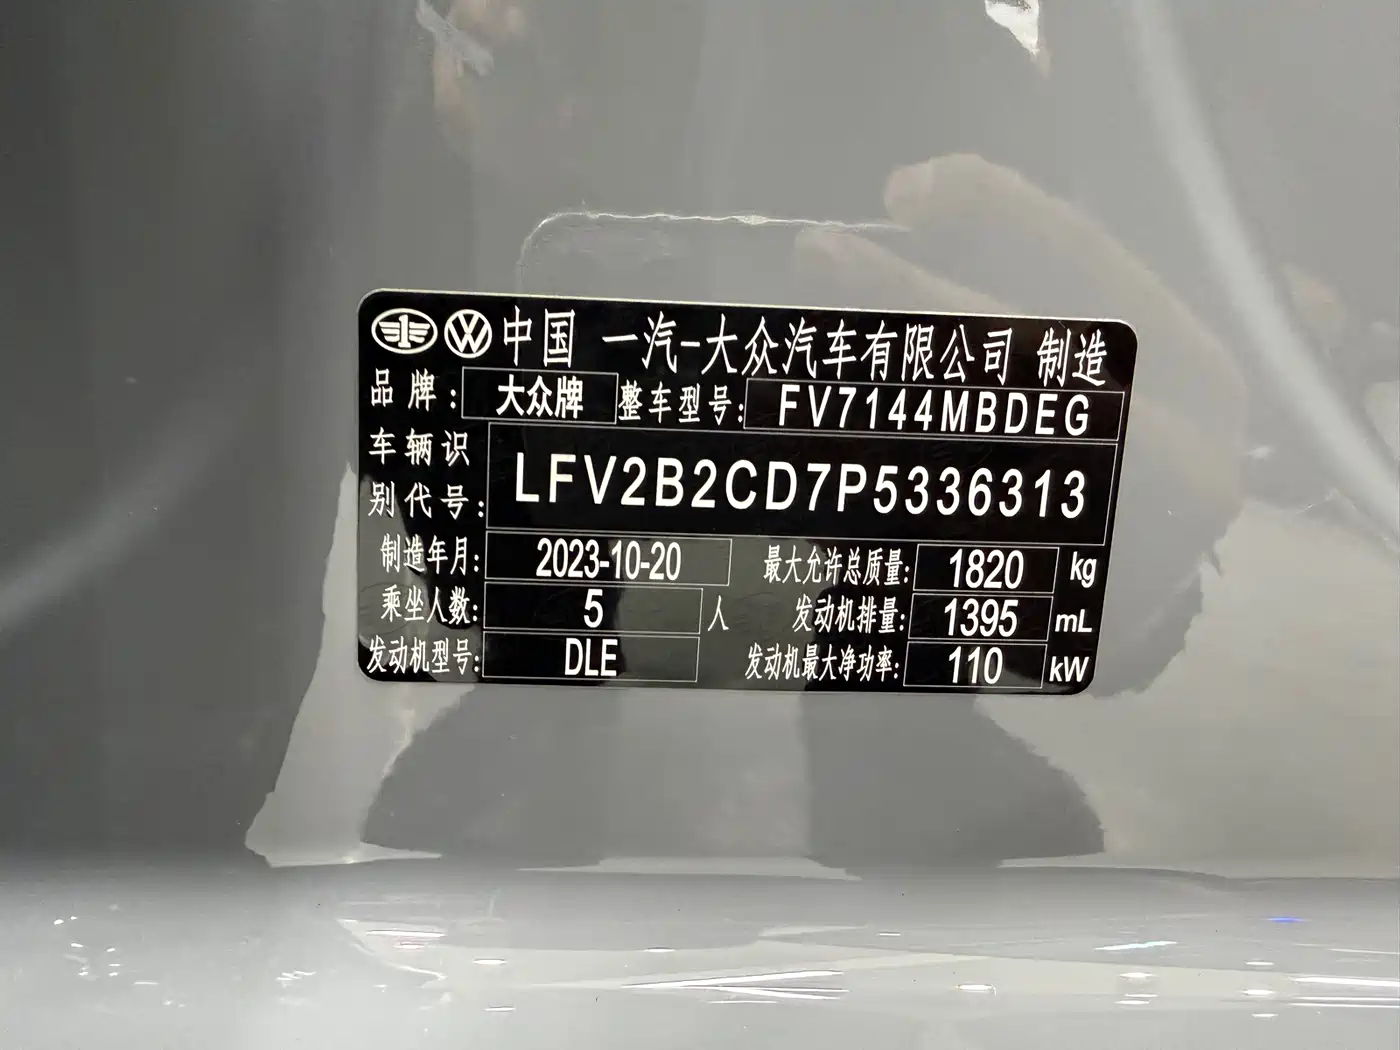 中国 一汽-大众汽车有限公司 制造
品牌: 大众牌 整车型号: FV7144MBDEG
车辆识别代号: LFV2B2CD7P5336313
制造年月: 2023-10-20 最大允许总质量: 1820 kg
乘坐人数: 5 人 发动机排量: 1395 mL
发动机型号: DLE 发动机最大净功率: 110 kW